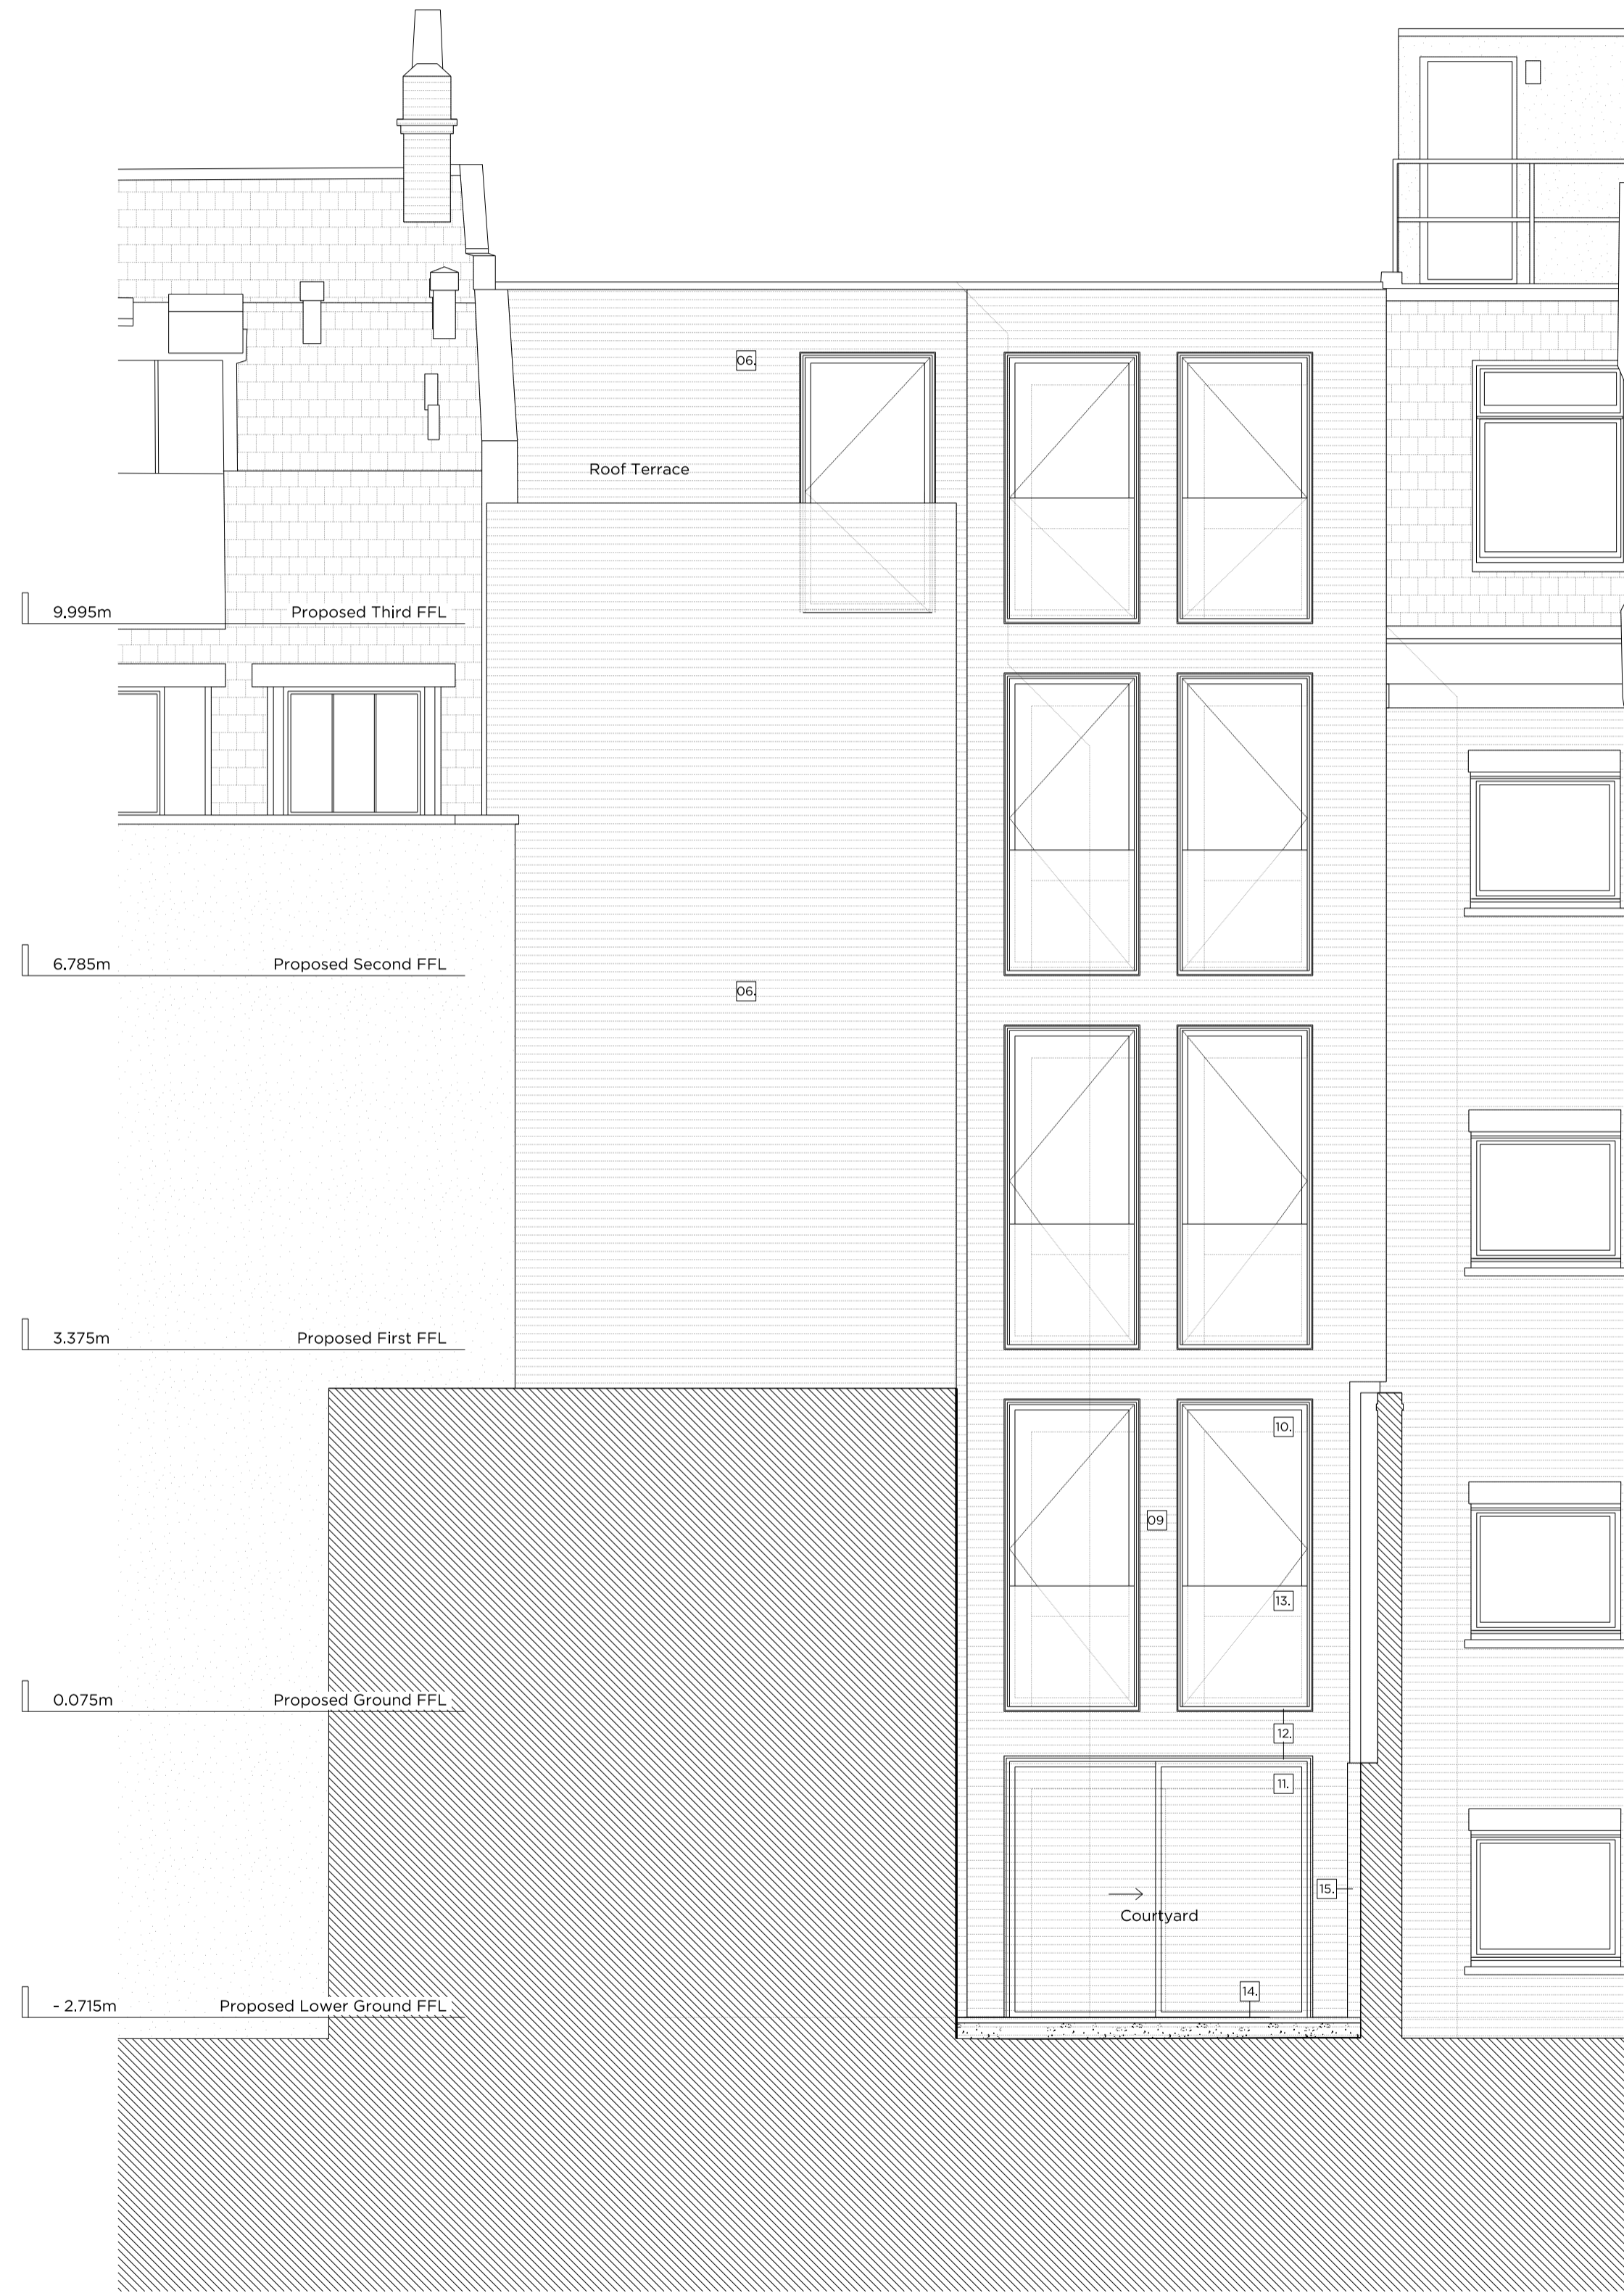 06.
Roof Terrace
9.995m Proposed Third FFL
6.785m Proposed Second FFL
06.
3.375m Proposed First FFL
10.
09
13.
0.075m Proposed Ground FFL
12.
11.
15.
Courtyard
14.
- 2.715m Proposed Lower Ground FFL